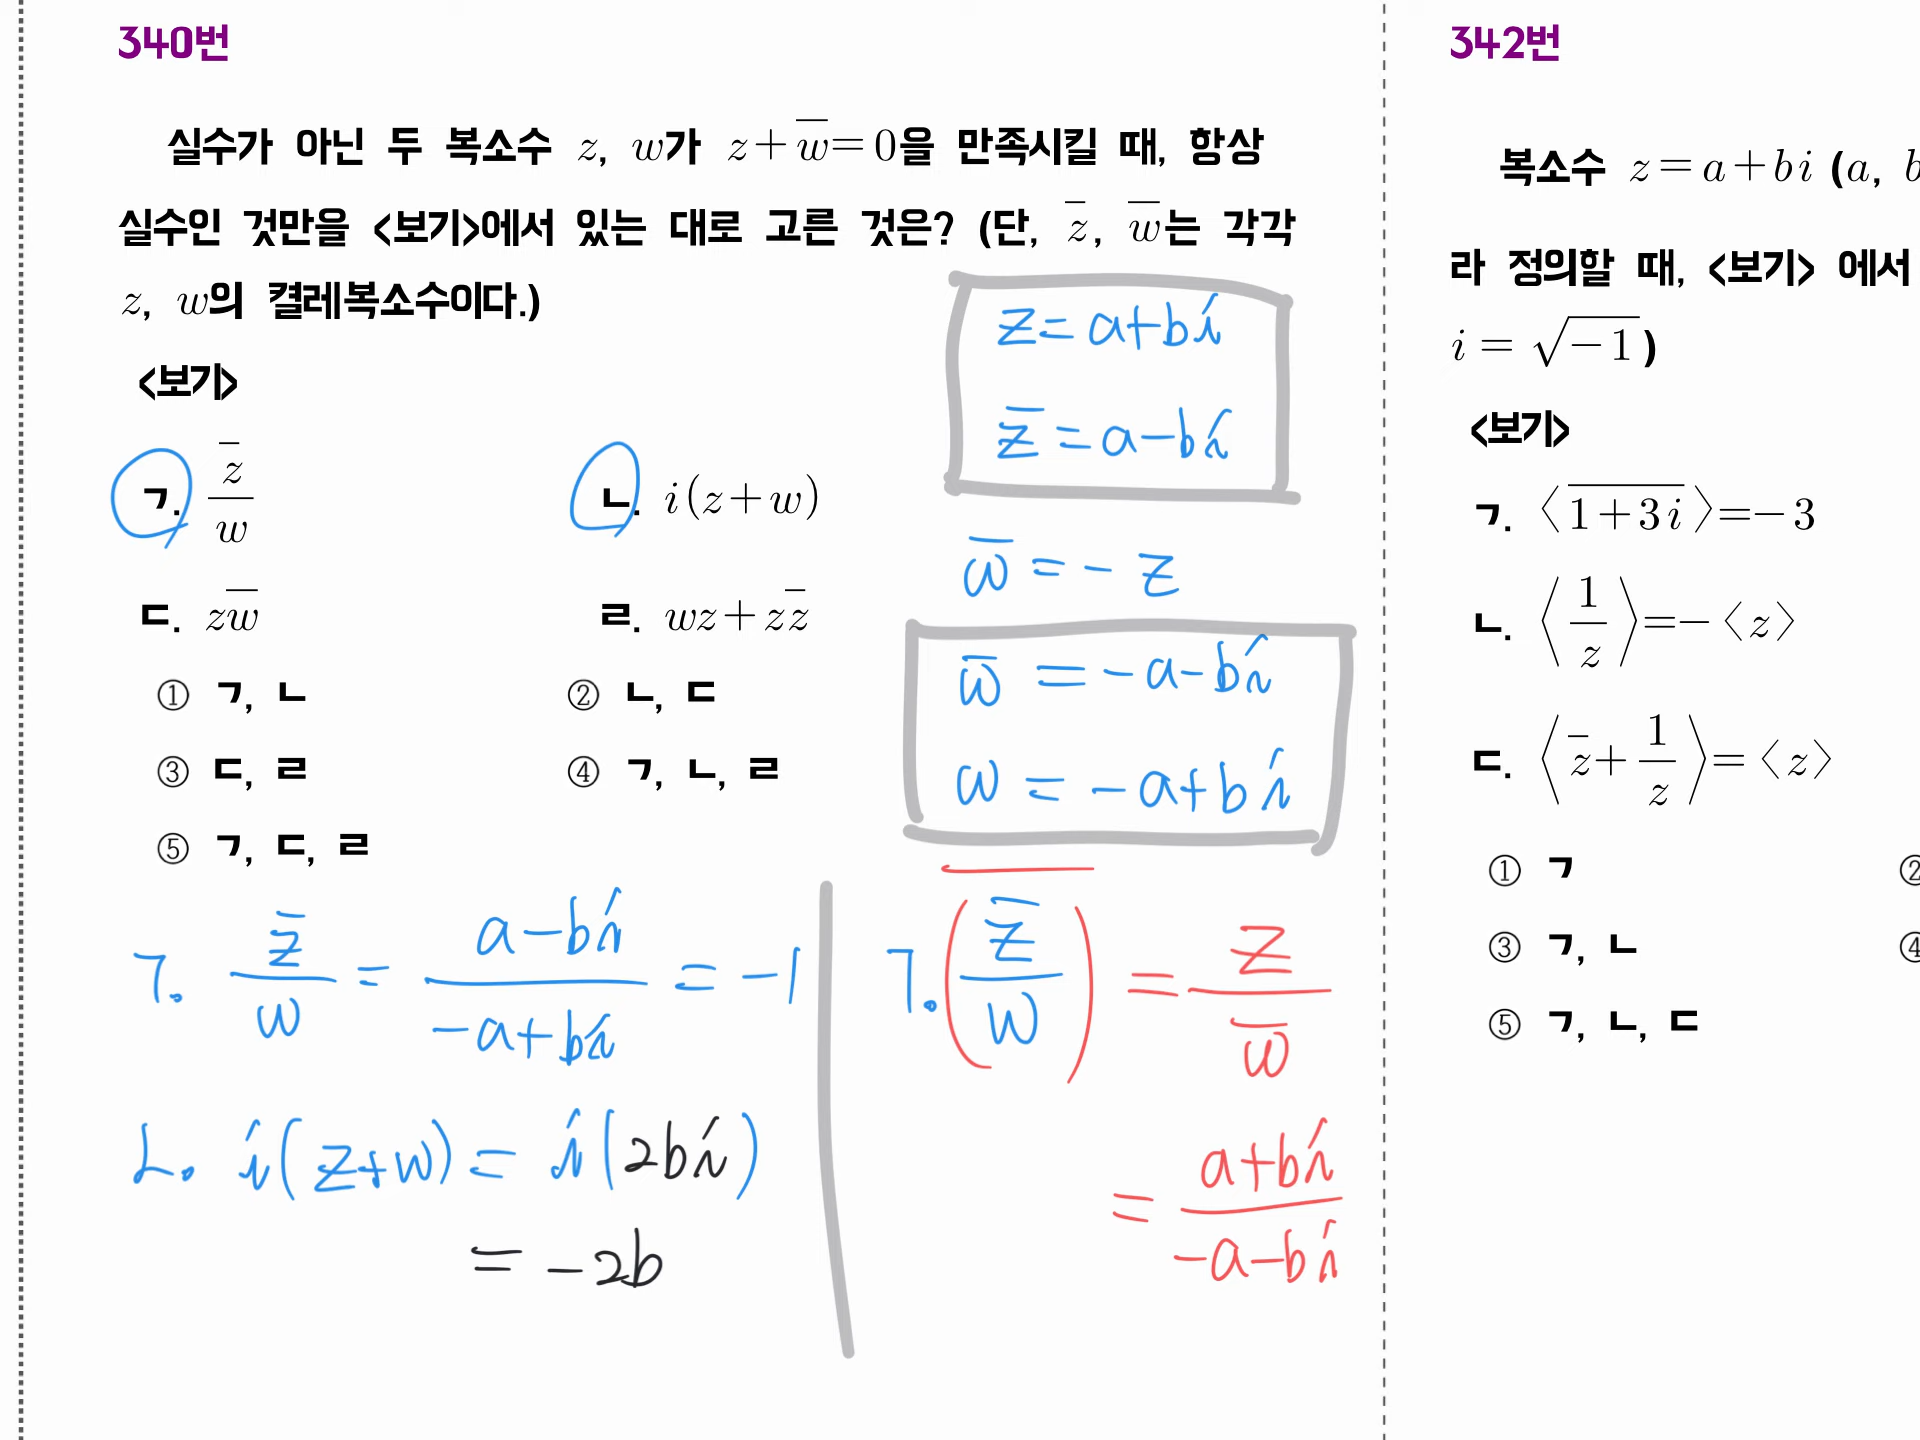 340번
실수가 아닌 두 복소수 z, w가 z+w̅=0을 만족시킬 때, 항상
실수인 것만을 <보기>에서 있는 대로 고른 것은? (단, z̅, w̅는 각각
z, w의 켤레복소수이다.)
<보기>
ㄱ. z̅/w ㄴ. i(z+w)
ㄷ. zw̅ ㄹ. wz+zz̅
① ㄱ, ㄴ ② ㄴ, ㄷ
③ ㄷ, ㄹ ④ ㄱ, ㄴ, ㄹ
⑤ ㄱ, ㄷ, ㄹ
z=a+bi
z̅=a-bi
w̅=-z
w̅=-a-bi
w=-a+bi
ㄱ. z̅/w = (a-bi)/(-a+bi) = -1
ㄴ. i(z+w)=i(2bi)
=-2b
ㄱ. \overline{(z̅/w)} = z/w̅
= (a+bi)/(-a-bi)
342번
복소수 z=a+bi (a, b
라 정의할 때, <보기> 에서
i=√-1)
<보기>
ㄱ. ⟨\overline{1+3i}⟩=-3
ㄴ. ⟨1/z⟩=-⟨z⟩
ㄷ. ⟨z̅+1/z⟩=⟨z⟩
① ㄱ ②
③ ㄱ, ㄴ ④
⑤ ㄱ, ㄴ, ㄷ